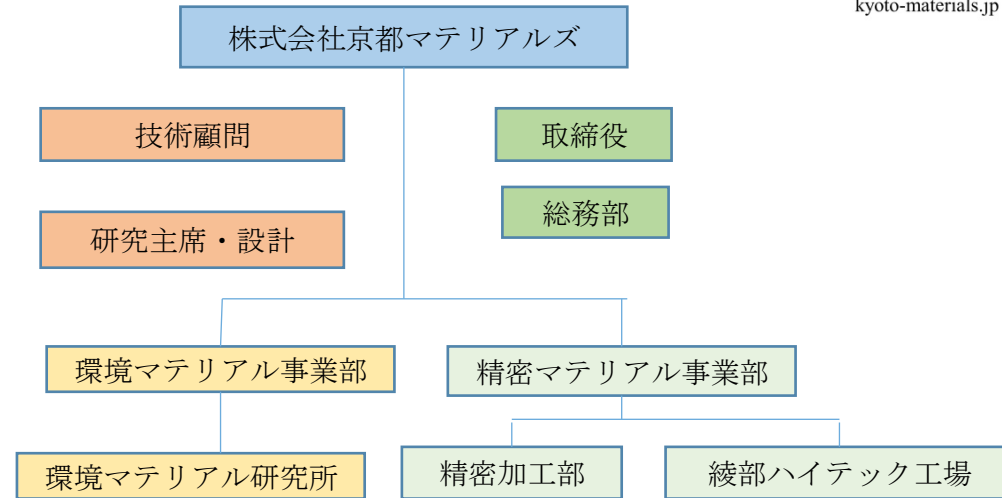 kyoto-materials.jp
株式会社京都マテリアルズ
技術顧問
取締役
総務部
研究主席・設計
環境マテリアル事業部
精密マテリアル事業部
環境マテリアル研究所
精密加工部
綾部ハイテック工場